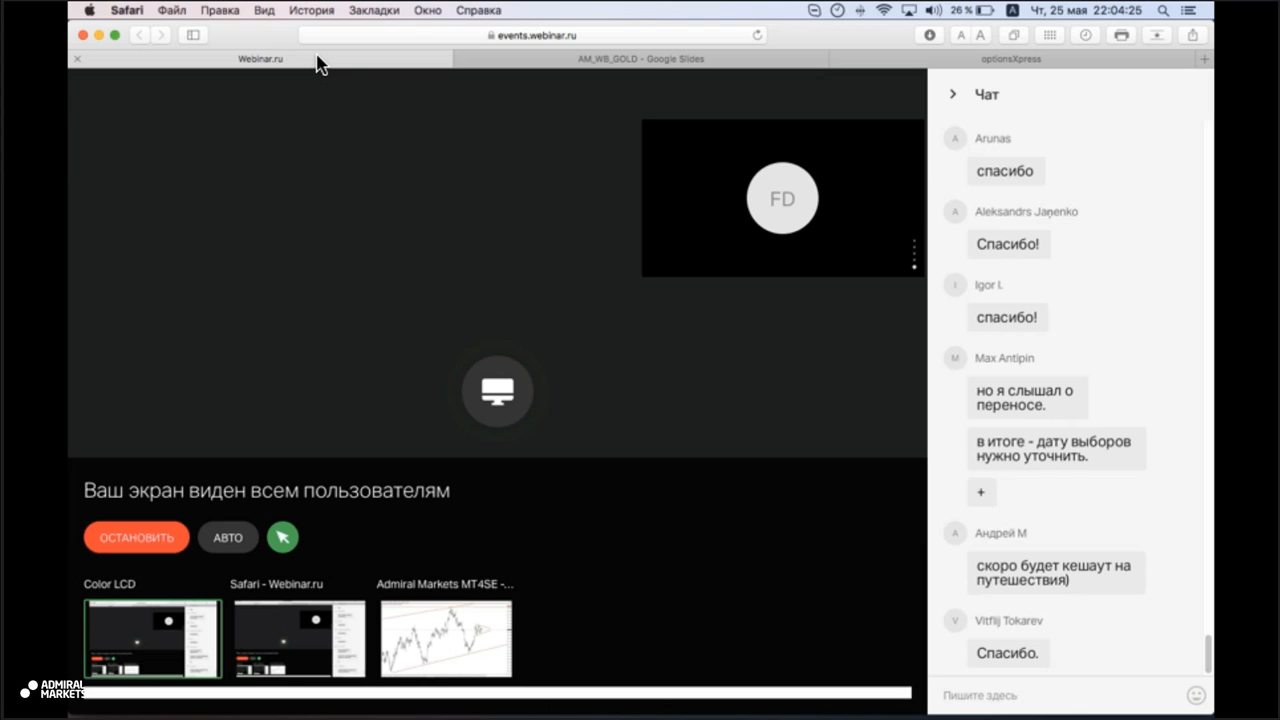 Safari Файл Правка Вид История Закладки Окно Справка 26 % A Чт, 25 мая 22:04:25
events.webinar.ru A A
Webinar.ru AM_WB_GOLD - Google Slides optionsXpress
FD
Ваш экран виден всем пользователям
ОСТАНОВИТЬ АВТО
Color LCD Safari - Webinar.ru Admiral Markets MT4SE -...
ADMIRAL
MARKETS
Чат
A Arunas
спасибо
A Aleksandrs Jaņenko
Спасибо!
I Igor I.
спасибо!
M Max Antipin
но я слышал о
переносе.
в итоге - дату выборов
нужно уточнить.
+
А Андрей М
скоро будет кешаут на
путешествия)
V Vitflij Tokarev
Спасибо.
Пишите здесь